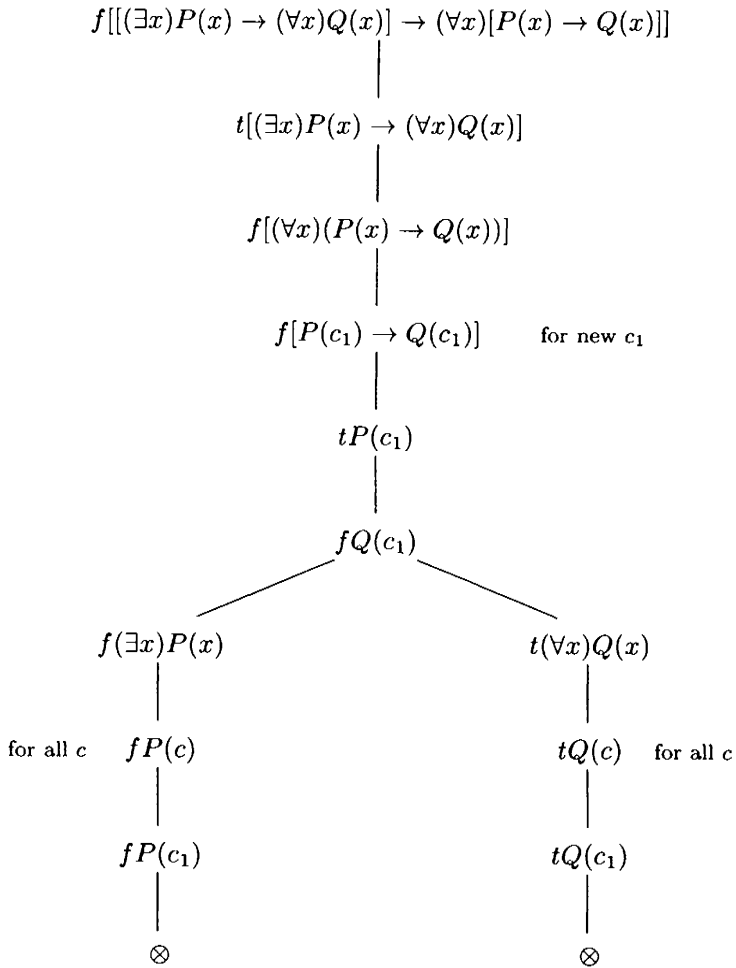 f[[(∃x)P(x) → (∀x)Q(x)] → (∀x)[P(x) → Q(x)]]
t[(∃x)P(x) → (∀x)Q(x)]
f[(∀x)(P(x) → Q(x))]
f[P(c₁) → Q(c₁)] for new c₁
tP(c₁)
fQ(c₁)
f(∃x)P(x) t(∀x)Q(x)
for all c fP(c) tQ(c) for all c
fP(c₁) tQ(c₁)
⊗ ⊗